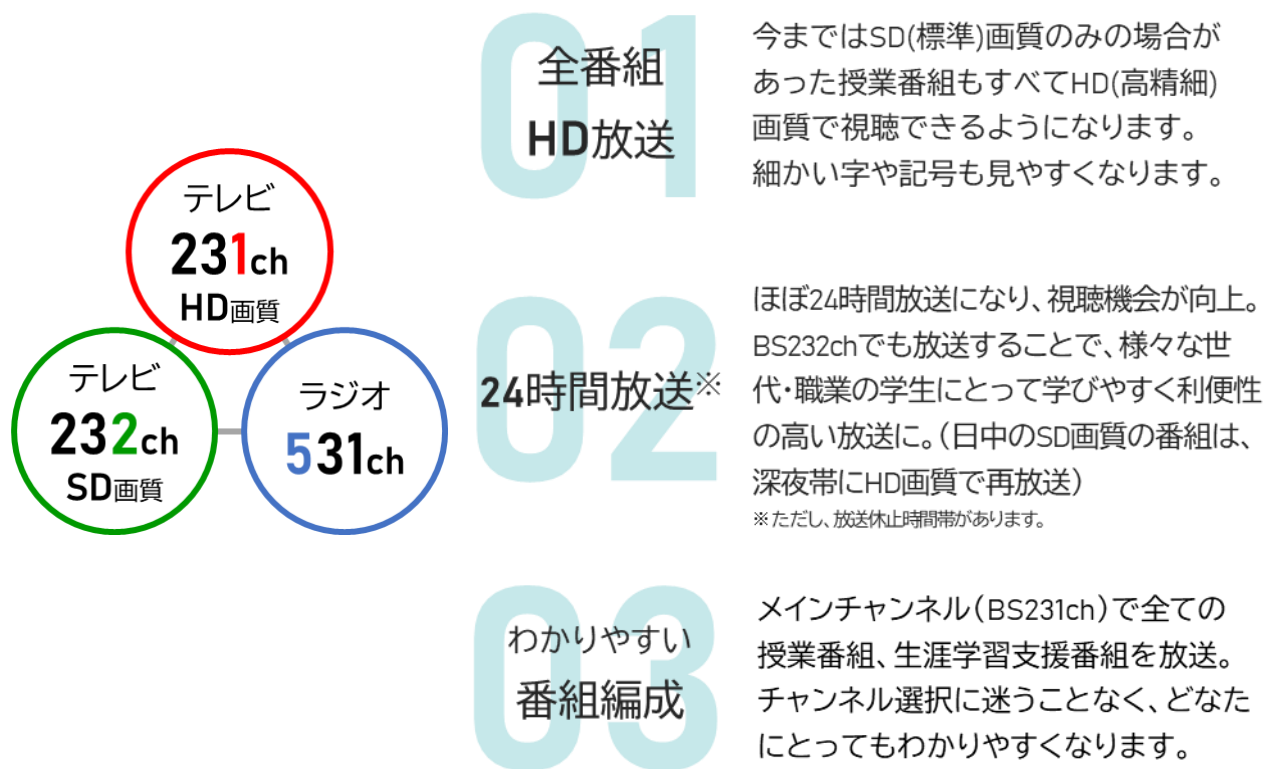 テレビ
231ch
HD画質
テレビ
232ch
SD画質
ラジオ
531ch
01
全番組
HD放送
今まではSD(標準)画質のみの場合が
あった授業番組もすべてHD(高精細)
画質で視聴できるようになります。
細かい字や記号も見やすくなります。
02
24時間放送※
ほぼ24時間放送になり、視聴機会が向上。
BS232chでも放送することで、様々な世
代・職業の学生にとって学びやすく利便性
の高い放送に。(日中のSD画質の番組は、
深夜帯にHD画質で再放送)
※ただし、放送休止時間帯があります。
03
わかりやすい
番組編成
メインチャンネル(BS231ch)で全ての
授業番組、生涯学習支援番組を放送。
チャンネル選択に迷うことなく、どなた
にとってもわかりやすくなります。